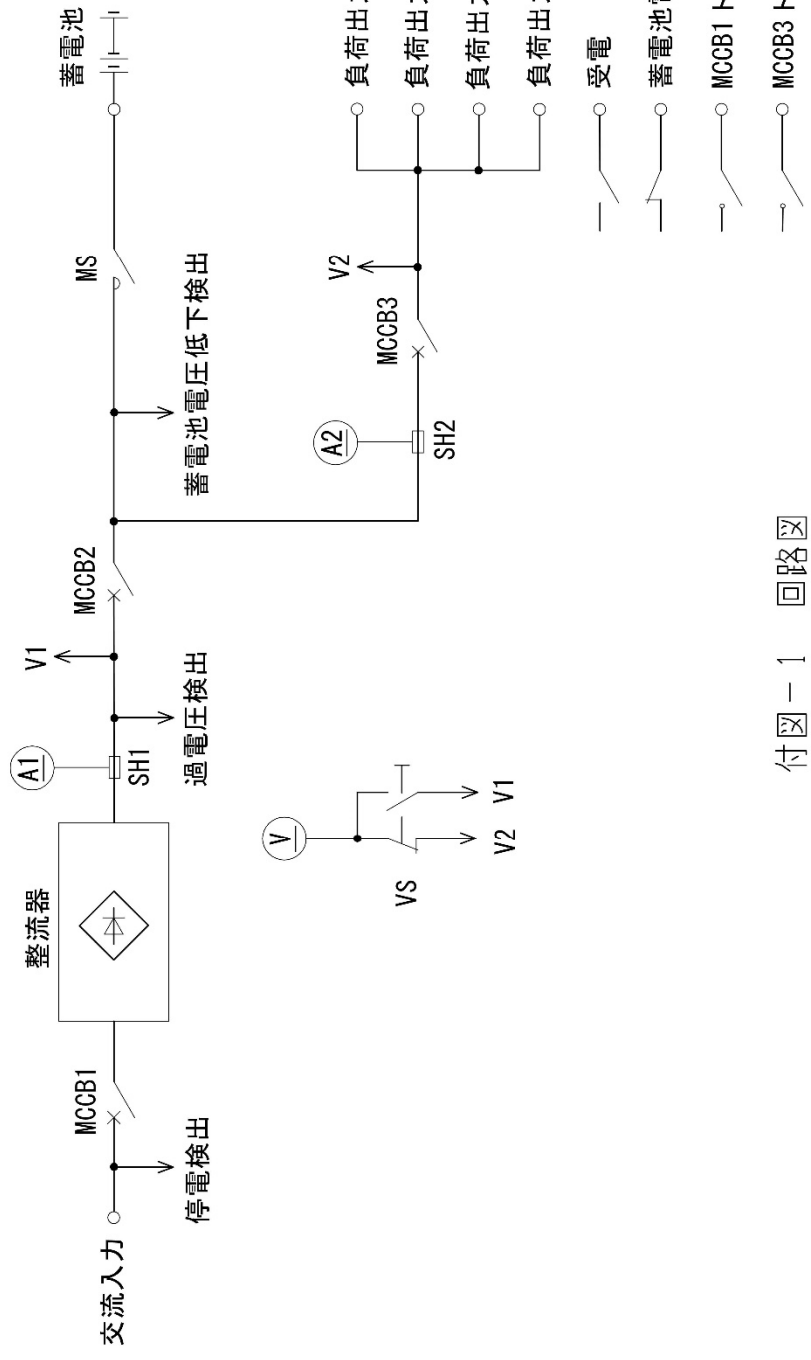 交流入力
停電検出
MCCB1
整流器
A1
SH1
過電圧検出
V1
MCCB2
蓄電池電圧低下検出
MS
蓄電池
A2
SH2
MCCB3
V2
負荷出
負荷出
負荷出
負荷出
受電
蓄電池
MCCB1
MCCB3
V
VS
V2
V1
付図-1 回路図